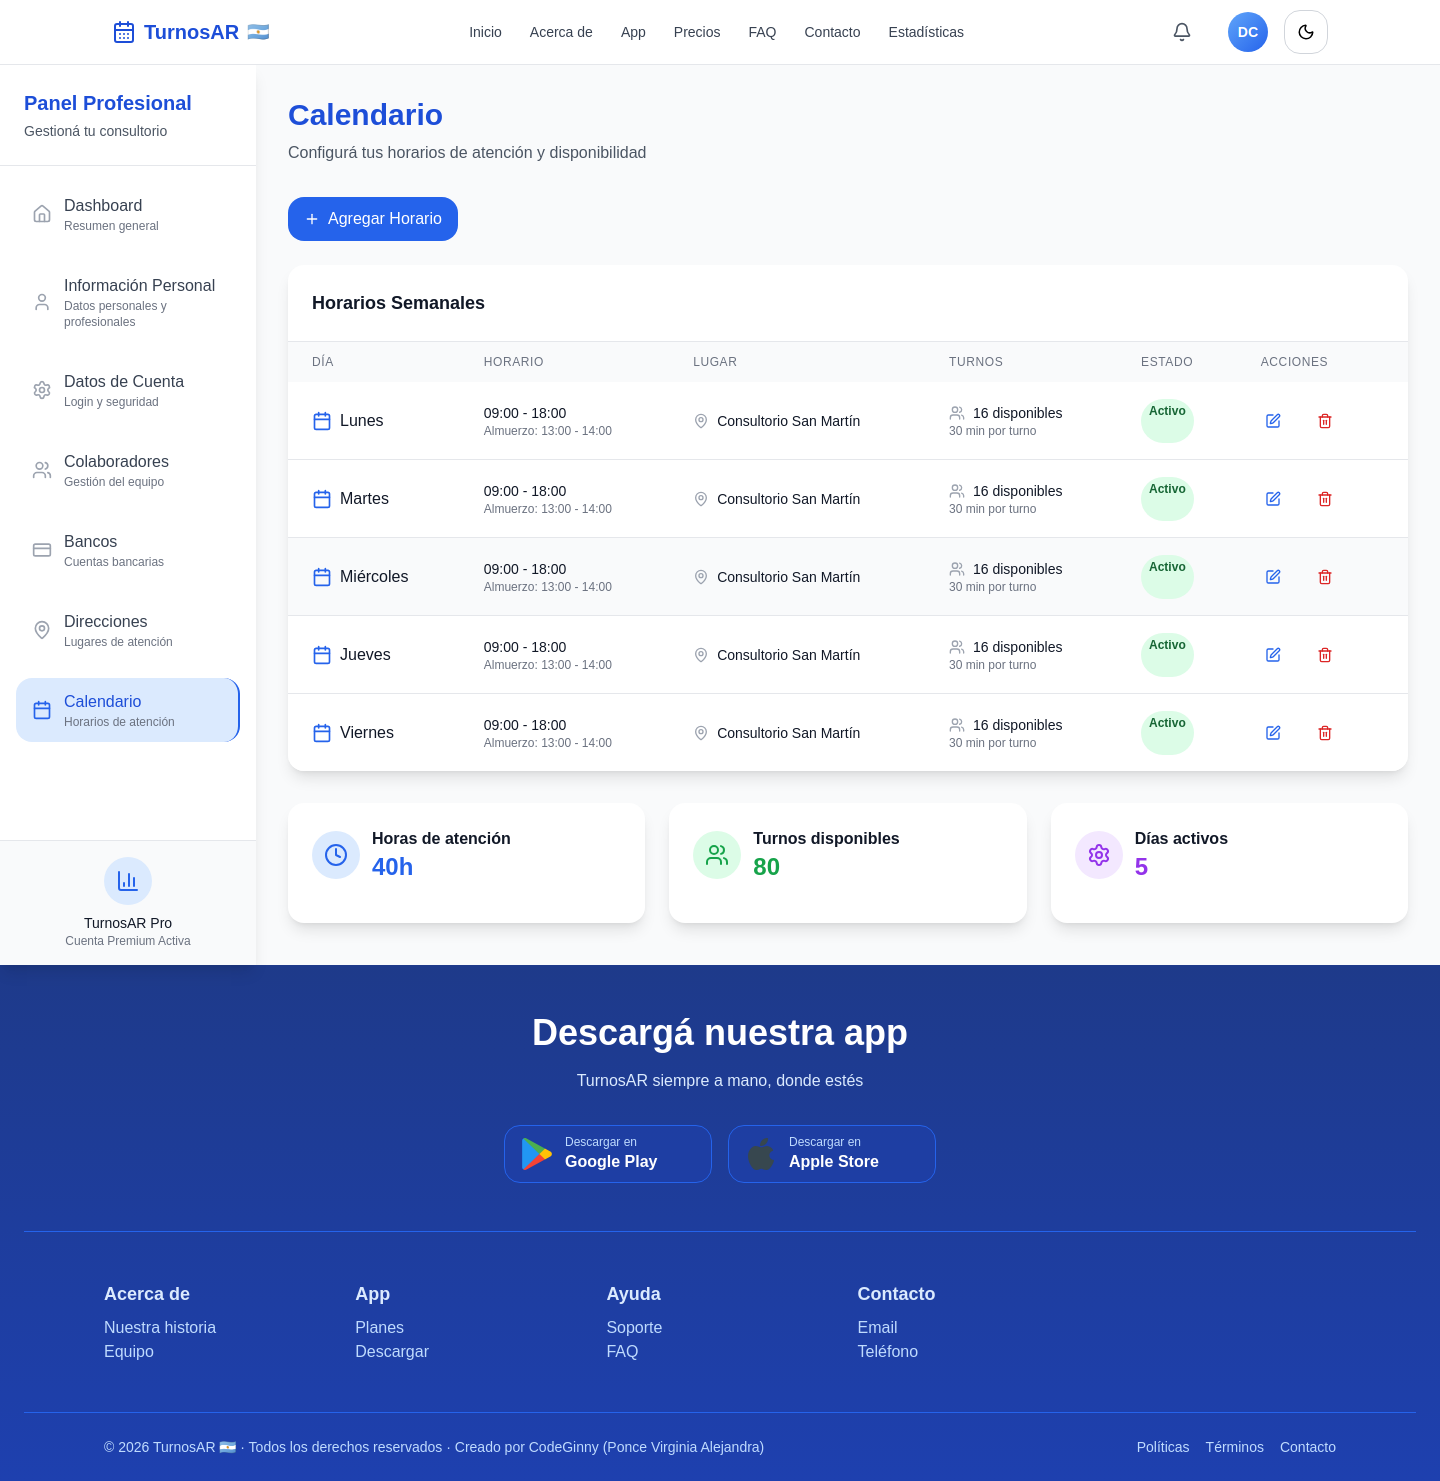 TurnosAR 🇦🇷
Inicio Acerca de App Precios FAQ Contacto Estadísticas
DC
Panel Profesional
Gestioná tu consultorio
Dashboard
Resumen general
Información Personal
Datos personales y
profesionales
Datos de Cuenta
Login y seguridad
Colaboradores
Gestión del equipo
Bancos
Cuentas bancarias
Direcciones
Lugares de atención
Calendario
Horarios de atención
TurnosAR Pro
Cuenta Premium Activa
Calendario
Configurá tus horarios de atención y disponibilidad
Agregar Horario
Horarios Semanales
DÍA HORARIO LUGAR TURNOS ESTADO ACCIONES
Lunes 09:00 - 18:00 Consultorio San Martín 16 disponibles Activo
Almuerzo: 13:00 - 14:00 30 min por turno
Martes 09:00 - 18:00 Consultorio San Martín 16 disponibles Activo
Almuerzo: 13:00 - 14:00 30 min por turno
Miércoles 09:00 - 18:00 Consultorio San Martín 16 disponibles Activo
Almuerzo: 13:00 - 14:00 30 min por turno
Jueves 09:00 - 18:00 Consultorio San Martín 16 disponibles Activo
Almuerzo: 13:00 - 14:00 30 min por turno
Viernes 09:00 - 18:00 Consultorio San Martín 16 disponibles Activo
Almuerzo: 13:00 - 14:00 30 min por turno
Horas de atención
40h
Turnos disponibles
80
Días activos
5
Descargá nuestra app
TurnosAR siempre a mano, donde estés
Descargar en
Google Play
Descargar en
Apple Store
Acerca de
Nuestra historia
Equipo
App
Planes
Descargar
Ayuda
Soporte
FAQ
Contacto
Email
Teléfono
© 2026 TurnosAR 🇦🇷 · Todos los derechos reservados · Creado por CodeGinny (Ponce Virginia Alejandra)
Políticas Términos Contacto